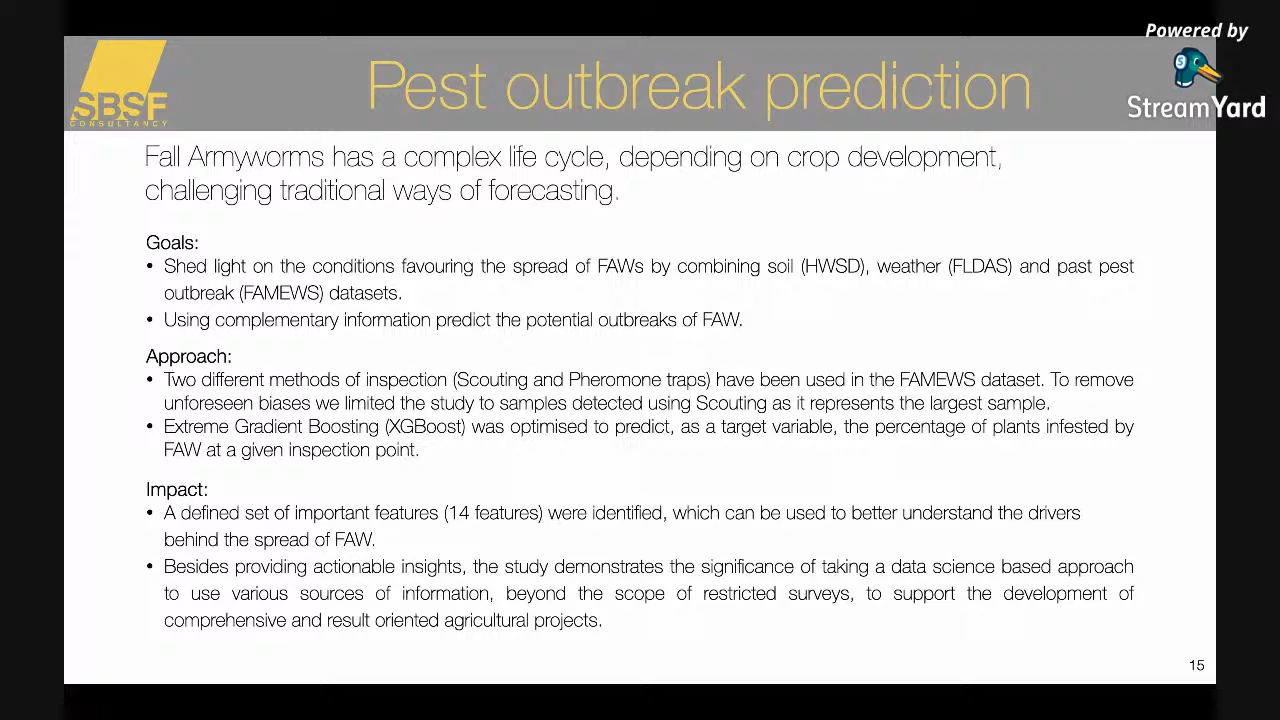 Powered by
StreamYard
SBSF
CONSULTANCY
Pest outbreak prediction
Fall Armyworms has a complex life cycle, depending on crop development,
challenging traditional ways of forecasting.
Goals:
• Shed light on the conditions favouring the spread of FAWs by combining soil (HWSD), weather (FLDAS) and past pest
outbreak (FAMEWS) datasets.
• Using complementary information predict the potential outbreaks of FAW.
Approach:
• Two different methods of inspection (Scouting and Pheromone traps) have been used in the FAMEWS dataset. To remove
unforeseen biases we limited the study to samples detected using Scouting as it represents the largest sample.
• Extreme Gradient Boosting (XGBoost) was optimised to predict, as a target variable, the percentage of plants infested by
FAW at a given inspection point.
Impact:
• A defined set of important features (14 features) were identified, which can be used to better understand the drivers
behind the spread of FAW.
• Besides providing actionable insights, the study demonstrates the significance of taking a data science based approach
to use various sources of information, beyond the scope of restricted surveys, to support the development of
comprehensive and result oriented agricultural projects.
15